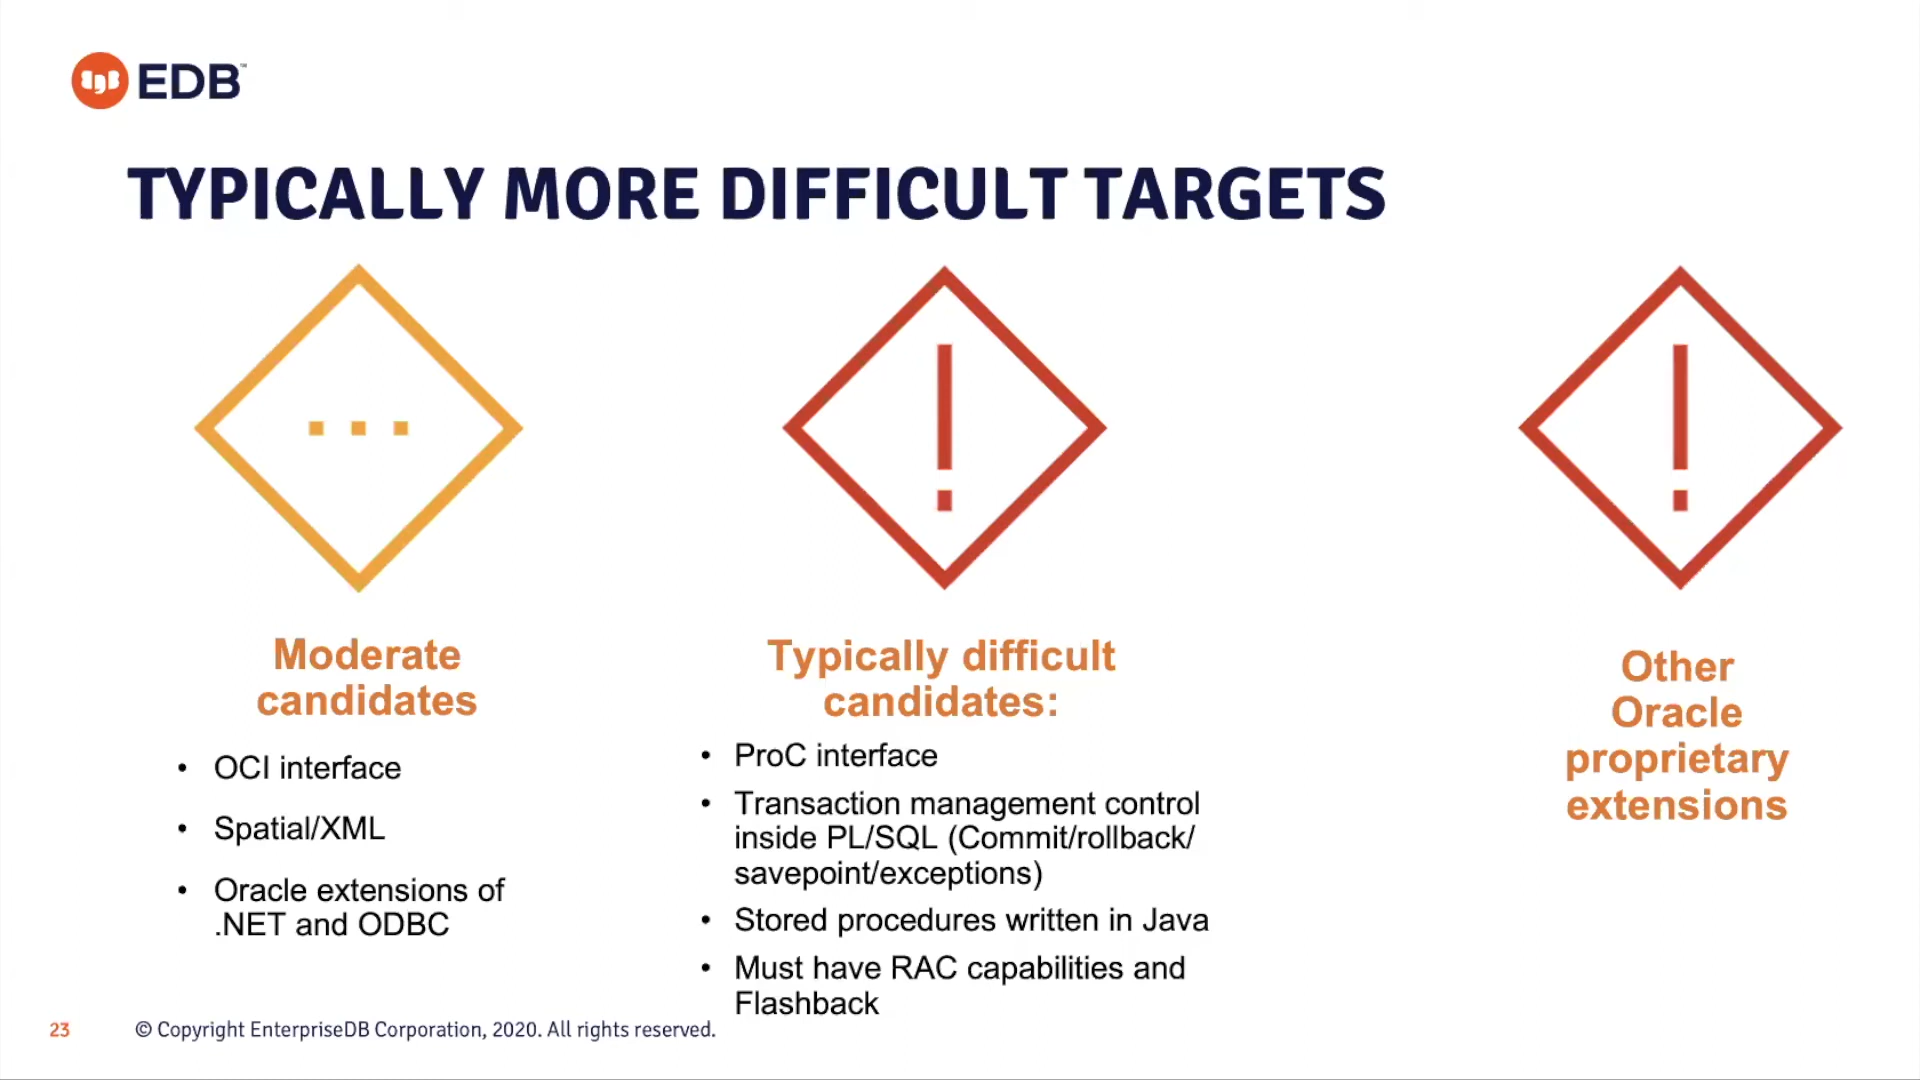 EDB™
TYPICALLY MORE DIFFICULT TARGETS
Moderate
candidates
• OCI interface
• Spatial/XML
• Oracle extensions of
.NET and ODBC
Typically difficult
candidates:
• ProC interface
• Transaction management control
inside PL/SQL (Commit/rollback/
savepoint/exceptions)
• Stored procedures written in Java
• Must have RAC capabilities and
Flashback
Other
Oracle
proprietary
extensions
23
© Copyright EnterpriseDB Corporation, 2020. All rights reserved.